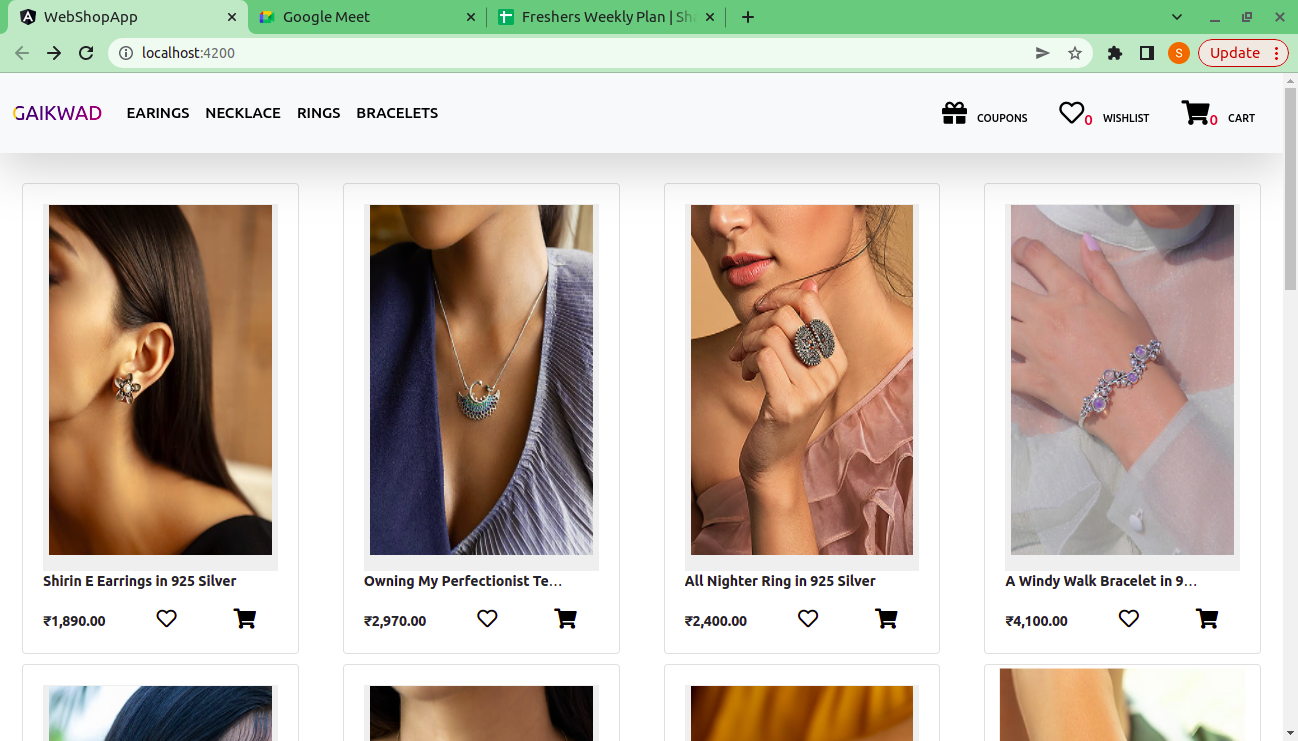 WebShopApp
Google Meet
Freshers Weekly Plan | Sh
localhost:4200
S
Update
GAIKWAD
EARINGS
NECKLACE
RINGS
BRACELETS
COUPONS
0 WISHLIST
0 CART
Shirin E Earrings in 925 Silver
Owning My Perfectionist Te...
All Nighter Ring in 925 Silver
A Windy Walk Bracelet in 9...
₹1,890.00
₹2,970.00
₹2,400.00
₹4,100.00